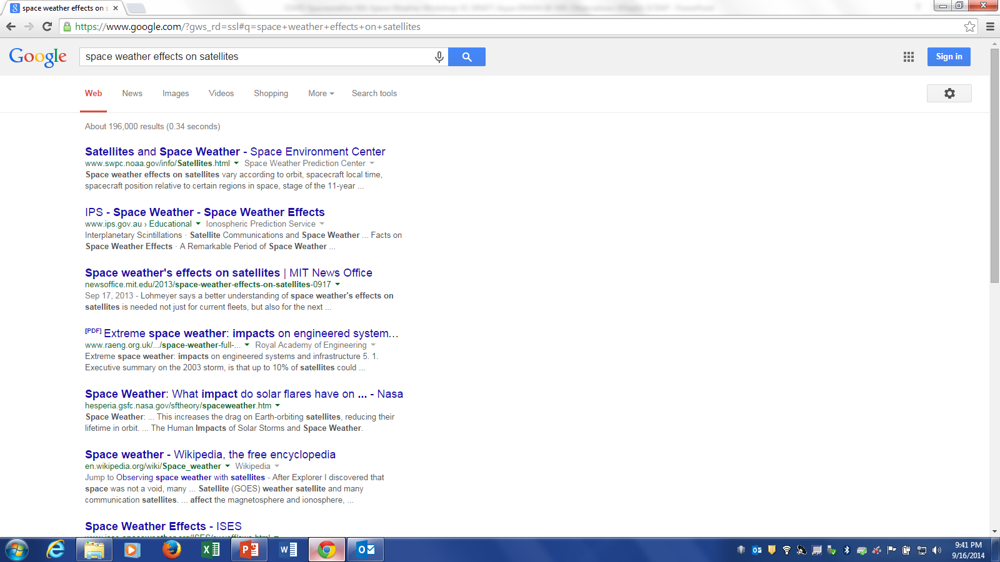 space weather effects on s
https://www.google.com/?gws_rd=ssl#q=space+weather+effects+on+satellites
Google
space weather effects on satellites
Sign in
Web News Images Videos Shopping More Search tools
About 196,000 results (0.34 seconds)
Satellites and Space Weather - Space Environment Center
www.swpc.noaa.gov/info/Satellites.html Space Weather Prediction Center
Space weather effects on satellites vary according to orbit, spacecraft local time,
spacecraft position relative to certain regions in space, stage of the 11-year ...
IPS - Space Weather - Space Weather Effects
www.ips.gov.au › Educational Ionospheric Prediction Service
Interplanetary Scintillations · Satellite Communications and Space Weather ... Facts on
Space Weather Effects · A Remarkable Period of Space Weather ...
Space weather's effects on satellites | MIT News Office
newsoffice.mit.edu/2013/space-weather-effects-on-satellites-0917
Sep 17, 2013 - Lohmeyer says a better understanding of space weather's effects on
satellites is needed not just for current fleets, but also for the next ...
[PDF] Extreme space weather: impacts on engineered system...
www.raeng.org.uk/.../space-weather-full-... Royal Academy of Engineering
Extreme space weather: impacts on engineered systems and infrastructure 5. 1.
Executive summary on the 2003 storm, is that up to 10% of satellites could ...
Space Weather: What impact do solar flares have on ... - Nasa
hesperia.gsfc.nasa.gov/sftheory/spaceweather.htm
Space Weather: ... This increases the drag on Earth-orbiting satellites, reducing their
lifetime in orbit. ... The Human Impacts of Solar Storms and Space Weather.
Space weather - Wikipedia, the free encyclopedia
en.wikipedia.org/wiki/Space_weather Wikipedia
Jump to Observing space weather with satellites - After Explorer I discovered that
space was not a void, many ... Satellite (GOES) weather satellite and many
communication satellites. ... affect the magnetosphere and ionosphere, ...
Space Weather Effects - ISES
9:41 PM
9/16/2014